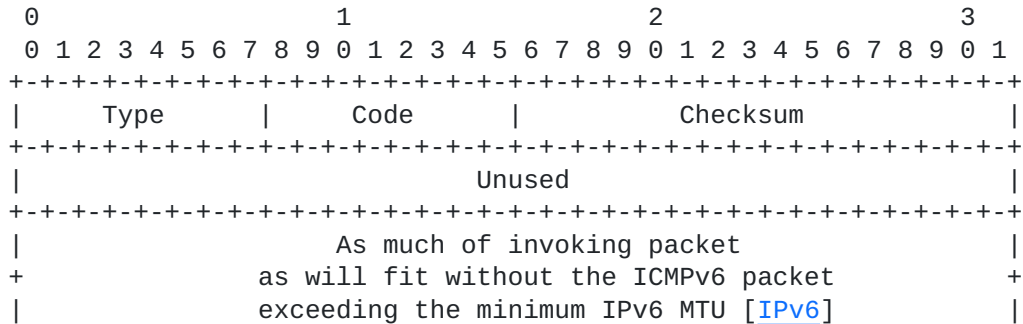 0                   1                   2                   3
 0 1 2 3 4 5 6 7 8 9 0 1 2 3 4 5 6 7 8 9 0 1 2 3 4 5 6 7 8 9 0 1
+-+-+-+-+-+-+-+-+-+-+-+-+-+-+-+-+-+-+-+-+-+-+-+-+-+-+-+-+-+-+-+-+
|     Type      |     Code      |          Checksum             |
+-+-+-+-+-+-+-+-+-+-+-+-+-+-+-+-+-+-+-+-+-+-+-+-+-+-+-+-+-+-+-+-+
|                             Unused                            |
+-+-+-+-+-+-+-+-+-+-+-+-+-+-+-+-+-+-+-+-+-+-+-+-+-+-+-+-+-+-+-+-+
|                    As much of invoking packet                 |
+               as will fit without the ICMPv6 packet           +
|               exceeding the minimum IPv6 MTU [IPv6]           |